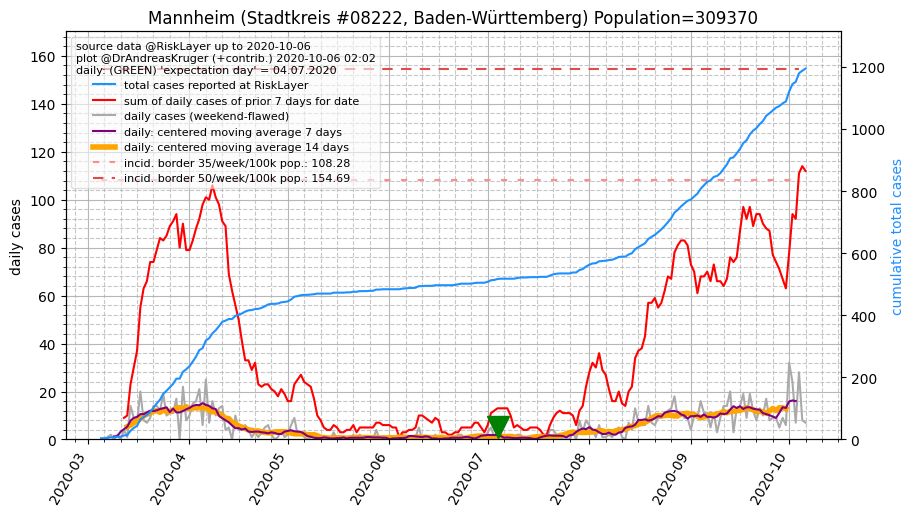 Mannheim (Stadtkreis #08222, Baden-Württemberg) Population=309370
source data @RiskLayer up to 2020-10-06
plot @DrAndreasKruger (+contrib.) 2020-10-06 02:02
daily: (GREEN) 'expectation day' = 04.07.2020
total cases reported at RiskLayer
sum of daily cases of prior 7 days for date
daily cases (weekend-flawed)
daily: centered moving average 7 days
daily: centered moving average 14 days
incid. border 35/week/100k pop.: 108.28
incid. border 50/week/100k pop.: 154.69
daily cases
160
140
120
100
80
60
40
20
0
cumulative total cases
1200
1000
800
600
400
200
0
2020-03
2020-04
2020-05
2020-06
2020-07
2020-08
2020-09
2020-10